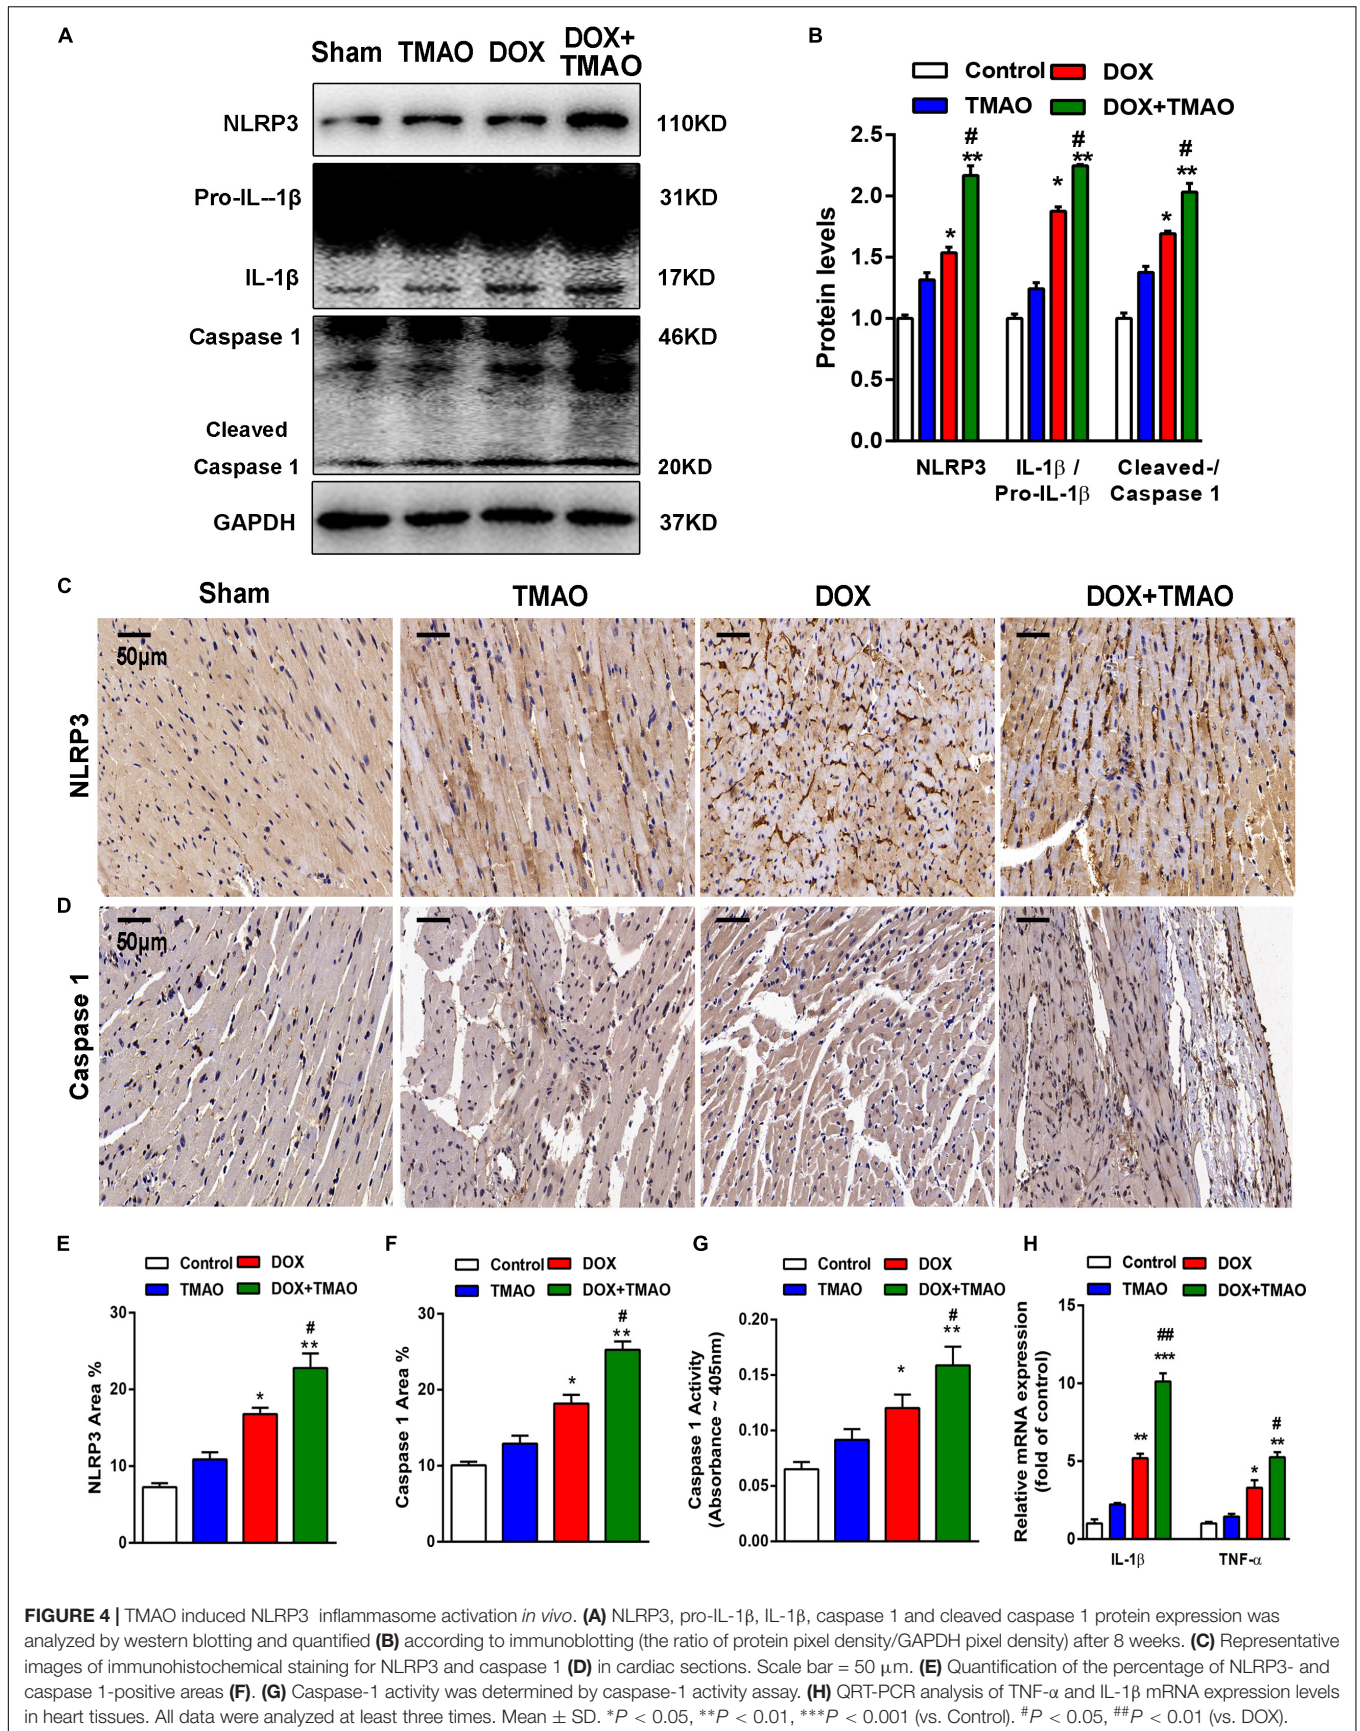 A
Sham TMAO DOX DOX+
TMAO
NLRP3 110KD
Pro-IL--1β 31KD
IL-1β 17KD
Caspase 1 46KD
Cleaved
Caspase 1 20KD
GAPDH 37KD
B
Control DOX
TMAO DOX+TMAO
Protein levels
2.5
2.0
1.5
1.0
0.5
0.0
* # ** * # ** * # **
NLRP3 IL-1β / Cleaved-/
Pro-IL-1β Caspase 1
C
Sham TMAO DOX DOX+TMAO
NLRP3
50μm
D
Caspase 1
50μm
E
Control DOX
TMAO DOX+TMAO
NLRP3 Area %
30
20
10
0
* # **
F
Control DOX
TMAO DOX+TMAO
Caspase 1 Area %
30
20
10
0
* # **
G
Control DOX
TMAO DOX+TMAO
Caspase 1 Activity
(Absorbance ~ 405nm)
0.20
0.15
0.10
0.05
0.00
* # **
H
Control DOX
TMAO DOX+TMAO
Relative mRNA expression
(fold of control)
15
10
5
0
** ## *** * # **
IL-1β TNF-α
FIGURE 4 | TMAO induced NLRP3 inflammasome activation in vivo. (A) NLRP3, pro-IL-1β, IL-1β, caspase 1 and cleaved caspase 1 protein expression was
analyzed by western blotting and quantified (B) according to immunoblotting (the ratio of protein pixel density/GAPDH pixel density) after 8 weeks. (C) Representative
images of immunohistochemical staining for NLRP3 and caspase 1 (D) in cardiac sections. Scale bar = 50 μm. (E) Quantification of the percentage of NLRP3- and
caspase 1-positive areas (F). (G) Caspase-1 activity was determined by caspase-1 activity assay. (H) QRT-PCR analysis of TNF-α and IL-1β mRNA expression levels
in heart tissues. All data were analyzed at least three times. Mean ± SD. *P < 0.05, **P < 0.01, ***P < 0.001 (vs. Control). #P < 0.05, ##P < 0.01 (vs. DOX).